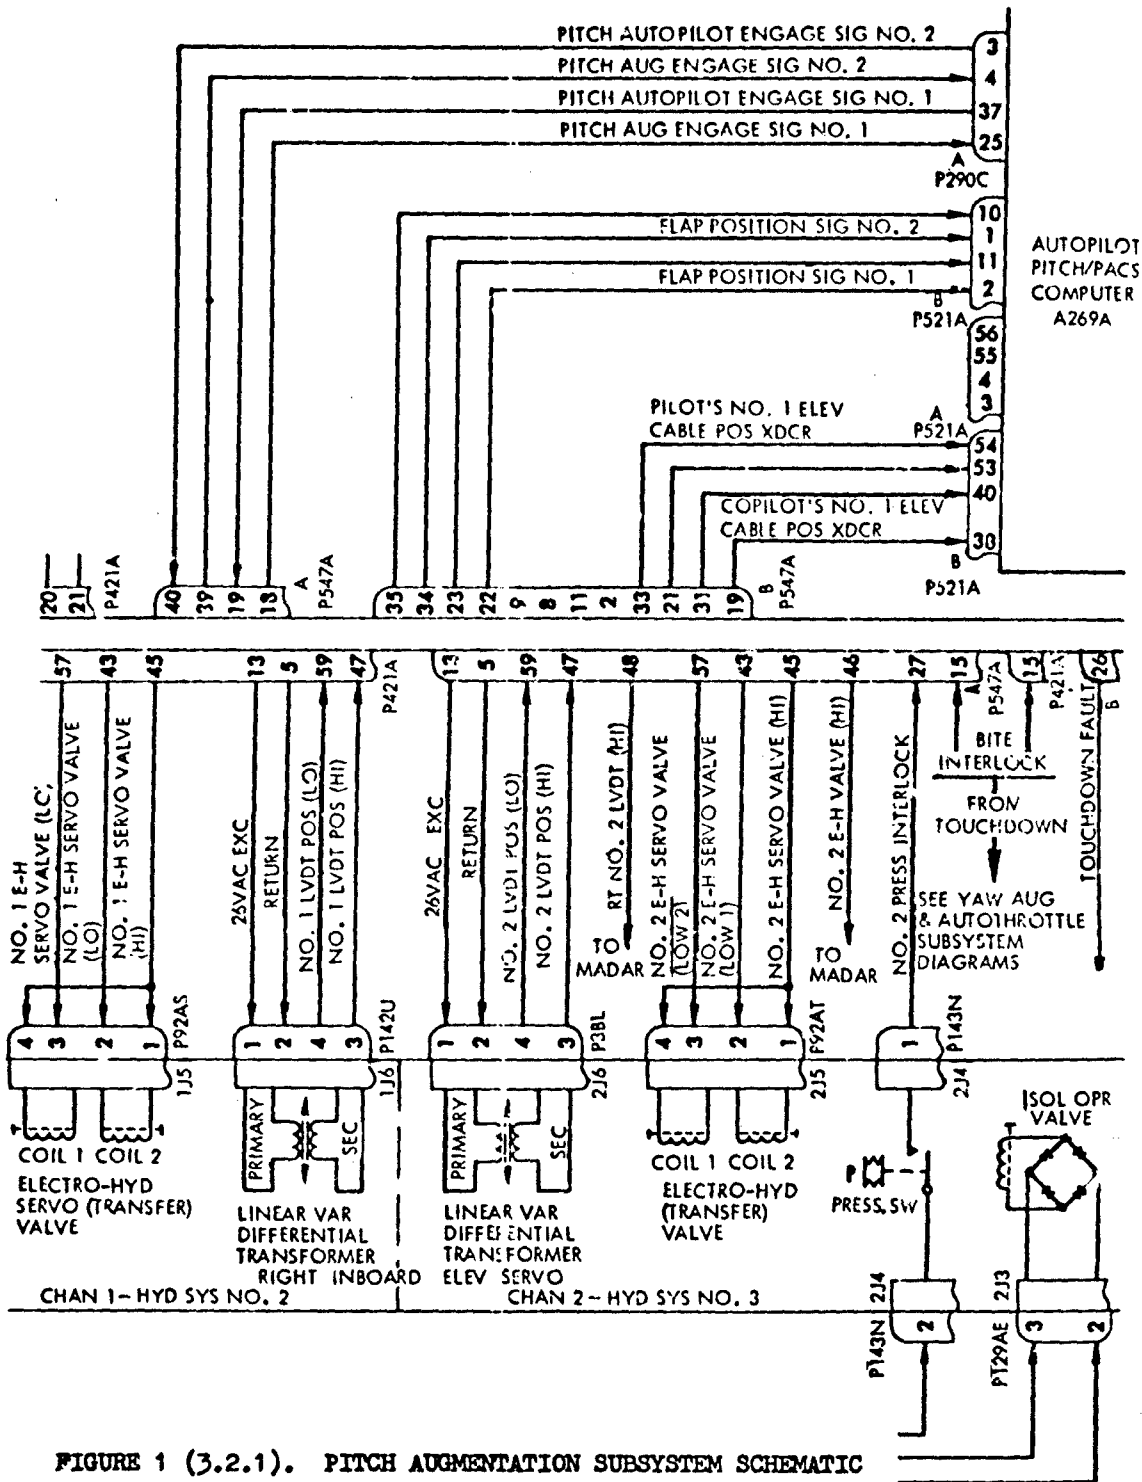 PITCH AUTOPILOT ENGAGE SIG NO. 2
3
PITCH AUG ENGAGE SIG NO. 2
4
PITCH AUTOPILOT ENGAGE SIG NO. 1
37
PITCH AUG ENGAGE SIG NO. 1
25
A
P290C
10
FLAP POSITION SIG NO. 2
1
11
FLAP POSITION SIG NO. 1
2
B
P521A
AUTOPILOT
PITCH/PACS
COMPUTER
A269A
56
55
4
3
A
P521A
PILOT'S NO. 1 ELEV
CABLE POS XDCR
54
53
40
COPILOT'S NO. 1 ELEV
CABLE POS XDCR
38
B
P521A
20
21
P421A
40
39
19
18
A
P547A
35
34
23
22
9
8
11
2
33
21
31
19
B
P547A
57
43
45
13
5
59
47
P421A
13
5
59
47
48
57
43
45
46
27
15
A
P547A
15
P421A
26
B
NO. 1 E-H
SERVO VALVE (LO),
NO. 1 E-H SERVO VALVE
(LO)
NO. 1 E-H SERVO VALVE
(HI)
26VAC EXC
RETURN
NO. 1 LVDT POS (LO)
NO. 1 LVDT POS (HI)
26VAC EXC
RETURN
NO. 2 LVDT POS (LO)
NO. 2 LVDT POS (HI)
RT NO. 2 LVDT (HI)
TO
MADAR
NO. 2 E-H SERVO VALVE
(LOW 2)
NO. 2 E-H SERVO VALVE
(LOW 1)
NO. 2 E-H SERVO VALVE (HI)
NO. 2 E-H VALVE (HI)
TO
MADAR
NO. 2 PRESS INTERLOCK
BITE
INTERLOCK
FROM
TOUCHDOWN
SEE YAW AUG
& AUTOTHROTTLE
SUBSYSTEM
DIAGRAMS
TOUCHDOWN FAULT
4
3
2
1
P92AS
1J5
1
2
4
3
P142U
1J6
1
2
4
3
P3BL
2J6
4
3
2
1
P92AT
2J5
1
P143N
2J4
COIL 1 COIL 2
ELECTRO-HYD
SERVO (TRANSFER)
VALVE
PRIMARY
SEC
LINEAR VAR
DIFFERENTIAL
TRANSFORMER
RIGHT INBOARD
PRIMARY
SEC
LINEAR VAR
DIFFERENTIAL
TRANSFORMER
ELEV SERVO
COIL 1 COIL 2
ELECTRO-HYD
(TRANSFER)
VALVE
P
PRESS, SW
ISOL OPR
VALVE
CHAN 1-HYD SYS NO. 2
CHAN 2-HYD SYS NO. 3
2J4
P143N
2
2J3
P129AE
3
2
FIGURE 1 (3.2.1). PITCH AUGMENTATION SUBSYSTEM SCHEMATIC